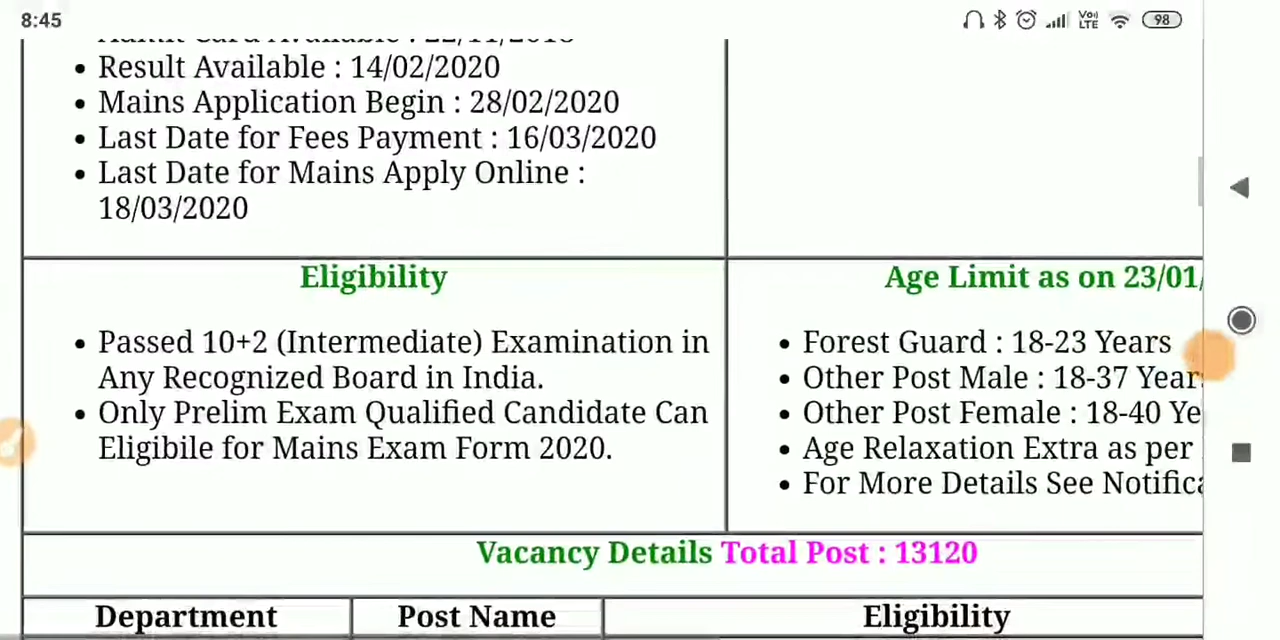 8:45
Vo)) LTE
98
Result Available : 14/02/2020
Mains Application Begin : 28/02/2020
Last Date for Fees Payment : 16/03/2020
Last Date for Mains Apply Online :
18/03/2020
Eligibility
Passed 10+2 (Intermediate) Examination in
Any Recognized Board in India.
Only Prelim Exam Qualified Candidate Can
Eligibile for Mains Exam Form 2020.
Age Limit as on 23/01/
Forest Guard : 18-23 Years
Other Post Male : 18-37 Year
Other Post Female : 18-40 Ye
Age Relaxation Extra as per
For More Details See Notific
Vacancy Details Total Post : 13120
Department Post Name Eligibility